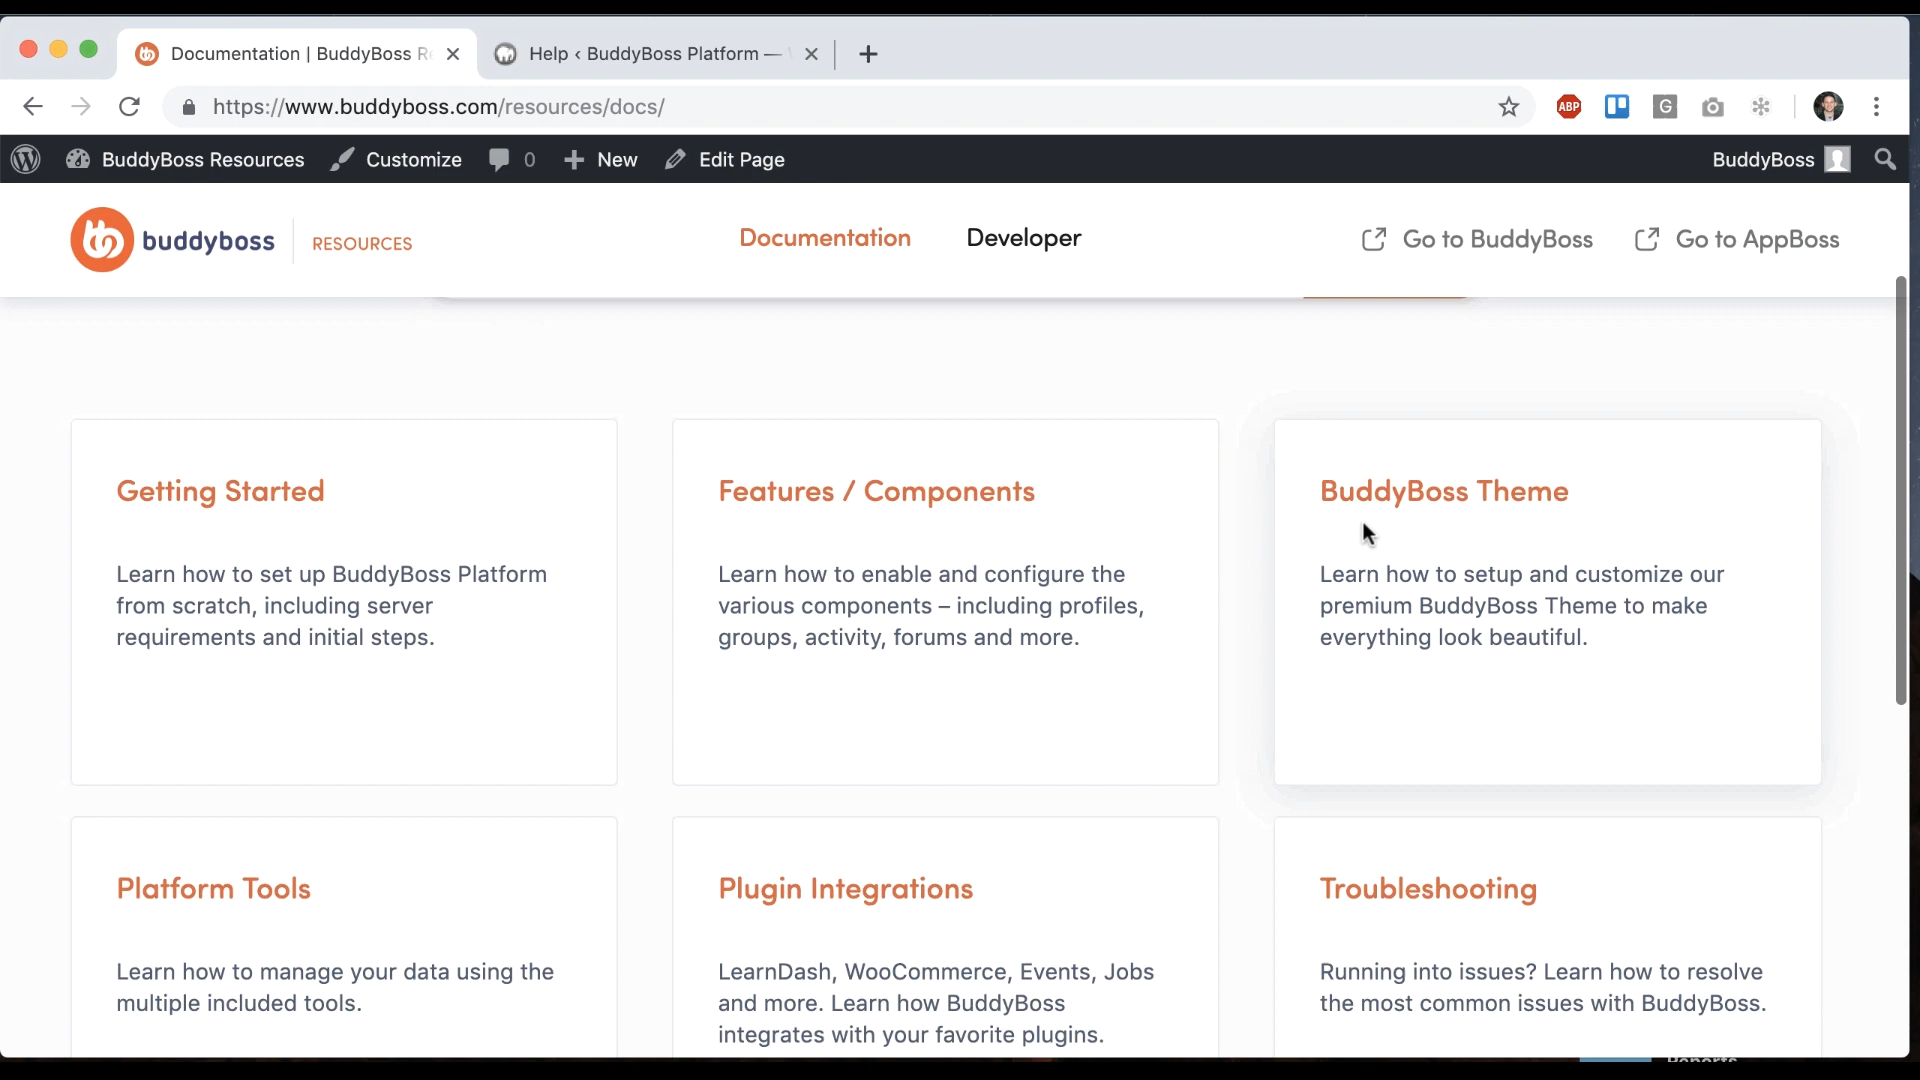 Documentation | BuddyBoss R
Help ‹ BuddyBoss Platform —
https://www.buddyboss.com/resources/docs/
ABP
G
BuddyBoss Resources
Customize
0
New
Edit Page
BuddyBoss
buddyboss
RESOURCES
Documentation
Developer
Go to BuddyBoss
Go to AppBoss
Getting Started
Learn how to set up BuddyBoss Platform
from scratch, including server
requirements and initial steps.
Features / Components
Learn how to enable and configure the
various components – including profiles,
groups, activity, forums and more.
BuddyBoss Theme
Learn how to setup and customize our
premium BuddyBoss Theme to make
everything look beautiful.
Platform Tools
Learn how to manage your data using the
multiple included tools.
Plugin Integrations
LearnDash, WooCommerce, Events, Jobs
and more. Learn how BuddyBoss
integrates with your favorite plugins.
Troubleshooting
Running into issues? Learn how to resolve
the most common issues with BuddyBoss.